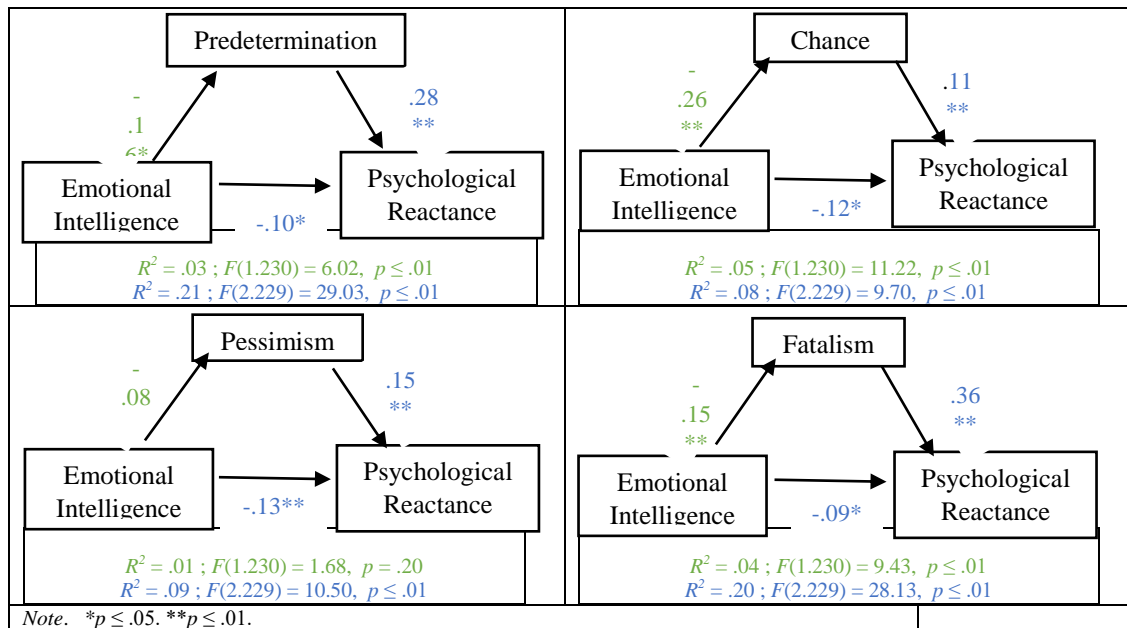 Predetermination
-
.1
6*
.28
**
Emotional
Intelligence
Psychological
Reactance
-.10*
R² = .03 ; F(1.230) = 6.02, p ≤ .01
R² = .21 ; F(2.229) = 29.03, p ≤ .01
Chance
-
.26
**
.11
**
Emotional
Intelligence
Psychological
Reactance
-.12*
R² = .05 ; F(1.230) = 11.22, p ≤ .01
R² = .08 ; F(2.229) = 9.70, p ≤ .01
Pessimism
-
.08
.15
**
Emotional
Intelligence
Psychological
Reactance
-.13**
R² = .01 ; F(1.230) = 1.68, p = .20
R² = .09 ; F(2.229) = 10.50, p ≤ .01
Fatalism
-
.15
**
.36
**
Emotional
Intelligence
Psychological
Reactance
-.09*
R² = .04 ; F(1.230) = 9.43, p ≤ .01
R² = .20 ; F(2.229) = 28.13, p ≤ .01
Note. *p ≤ .05. **p ≤ .01.